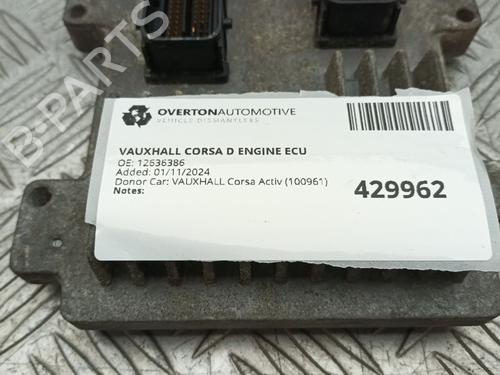 OVERTONAUTOMOTIVE
VEHICLE DISMANTLERS
VAUXHALL CORSA D ENGINE ECU
OE: 12636386
Added: 01/11/2024
Donor Car: VAUXHALL Corsa Activ (100961)
Notes:
429962
B-PARTS